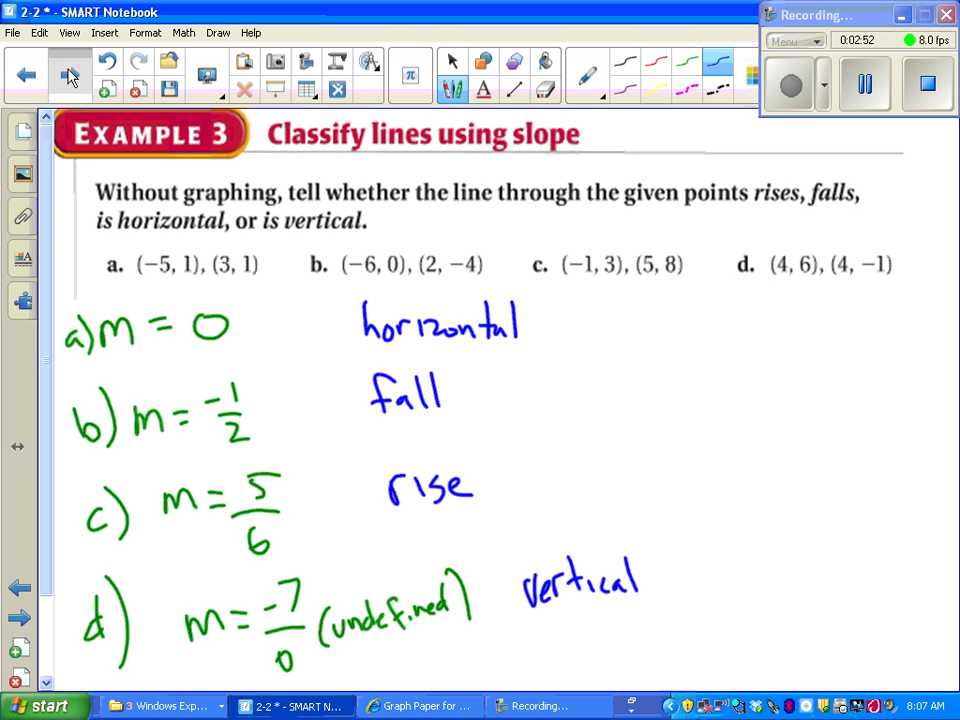 2-2 * - SMART Notebook
File Edit View Insert Format Math Draw Help
Recording...
Menu 00:02:52 8.0 fps
EXAMPLE 3 Classify lines using slope
Without graphing, tell whether the line through the given points rises, falls,
is horizontal, or is vertical.
a. (−5, 1), (3, 1) b. (−6, 0), (2, −4) c. (−1, 3), (5, 8) d. (4, 6), (4, −1)
a) m = 0 horizontal
b) m = -1/2 fall
c) m = 5/6 rise
d) m = -7/0 (undefined) vertical
start 3 Windows Exp... 2-2 * - SMART N... Graph Paper for ... Recording... 8:07 AM